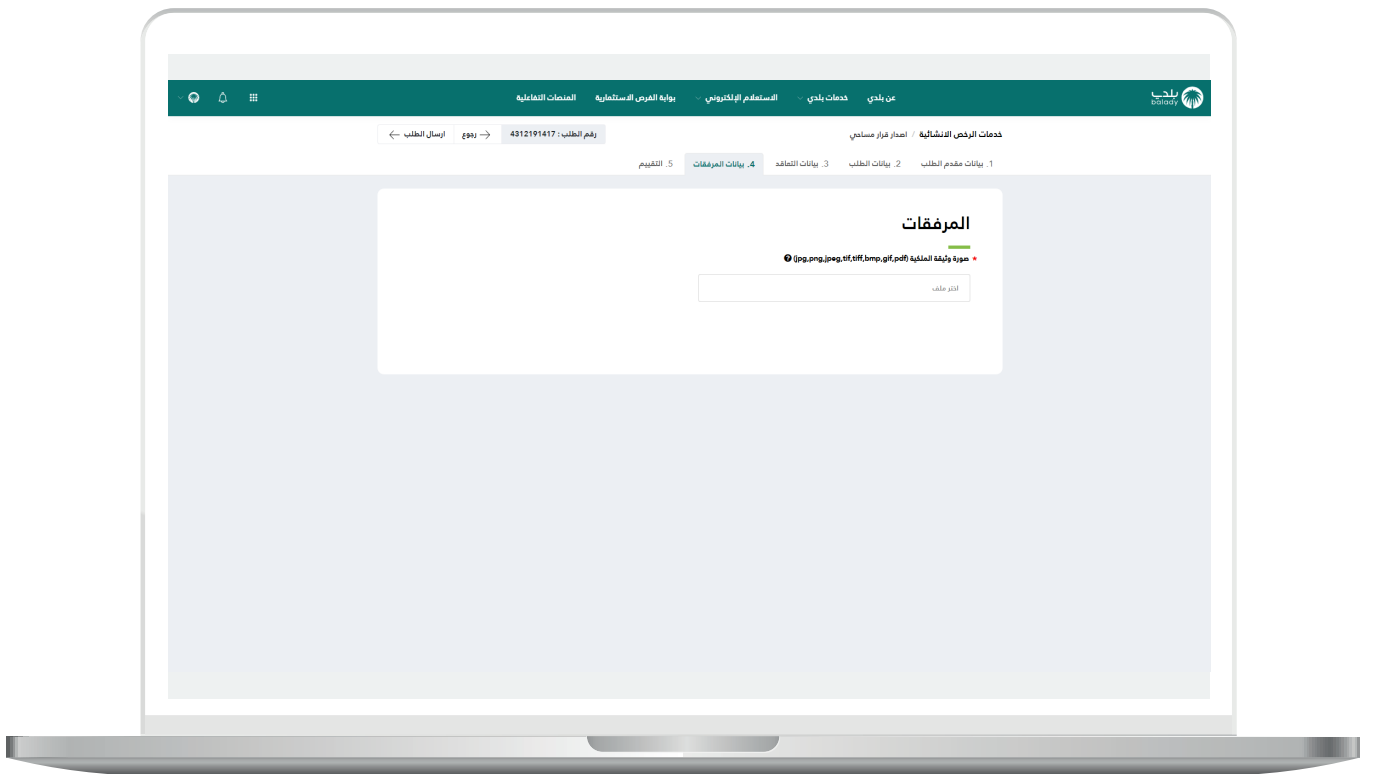 بلدي
balady
عن بلدي خدمات بلدي الاستعلام الإلكتروني بوابة الفرص الاستثمارية المنصات التفاعلية
خدمات الرخص الانشائية / اصدار قرار مساحي
رقم الطلب : 4312191417 رجوع ارسال الطلب
1. بيانات مقدم الطلب 2. بيانات الطلب 3. بيانات التعاقد 4. بيانات المرفقات 5. التقييم
المرفقات
* صورة وثيقة الملكية (jpg,png,jpeg,tif,tiff,bmp,gif,pdf)
اختر ملف